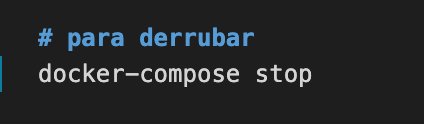 # para derrubar
docker-compose stop